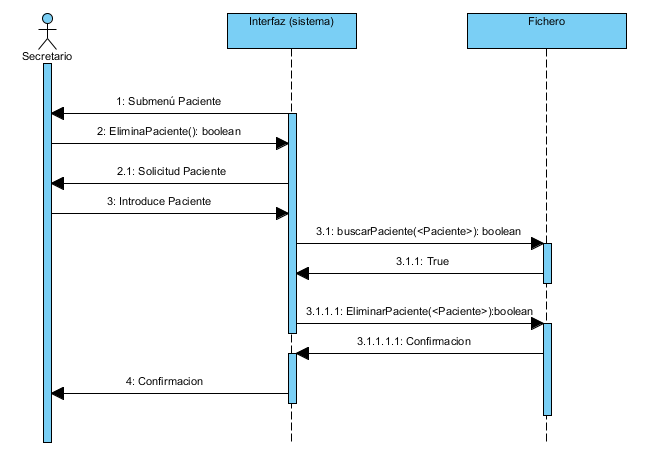 Interfaz (sistema)
Fichero
Secretario
1: Submenú Paciente
2: EliminaPaciente(): boolean
2.1: Solicitud Paciente
3: Introduce Paciente
3.1: buscarPaciente(<Paciente>): boolean
3.1.1: True
3.1.1.1: EliminarPaciente(<Paciente>):boolean
3.1.1.1.1: Confirmacion
4: Confirmacion